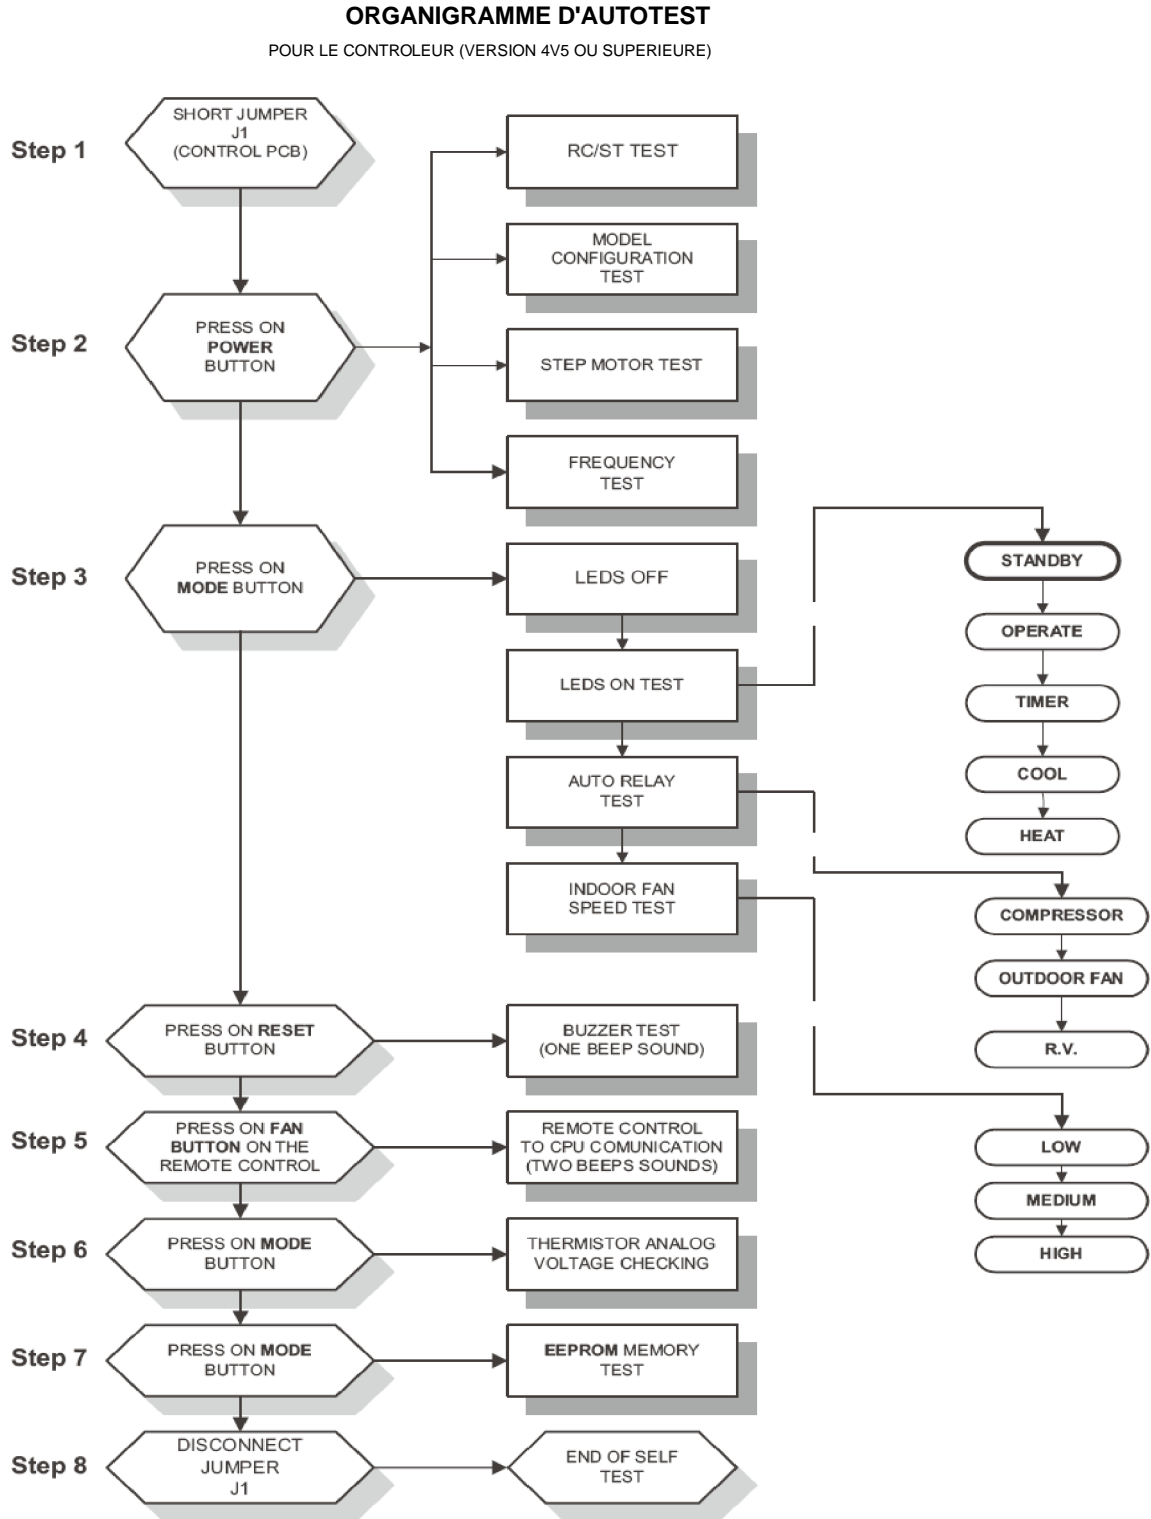 ORGANIGRAMME D'AUTOTEST
POUR LE CONTROLEUR (VERSION 4V5 OU SUPERIEURE)
Step 1
SHORT JUMPER
J1
(CONTROL PCB)
RC/ST TEST
MODEL
CONFIGURATION
TEST
Step 2
PRESS ON
POWER
BUTTON
STEP MOTOR TEST
FREQUENCY
TEST
Step 3
PRESS ON
MODE BUTTON
LEDS OFF
LEDS ON TEST
AUTO RELAY
TEST
INDOOR FAN
SPEED TEST
STANDBY
OPERATE
TIMER
COOL
HEAT
COMPRESSOR
OUTDOOR FAN
R.V.
LOW
MEDIUM
HIGH
Step 4
PRESS ON RESET
BUTTON
BUZZER TEST
(ONE BEEP SOUND)
Step 5
PRESS ON FAN
BUTTON ON THE
REMOTE CONTROL
REMOTE CONTROL
TO CPU COMUNICATION
(TWO BEEPS SOUNDS)
Step 6
PRESS ON MODE
BUTTON
THERMISTOR ANALOG
VOLTAGE CHECKING
Step 7
PRESS ON MODE
BUTTON
EEPROM MEMORY
TEST
Step 8
DISCONNECT
JUMPER
J1
END OF SELF
TEST